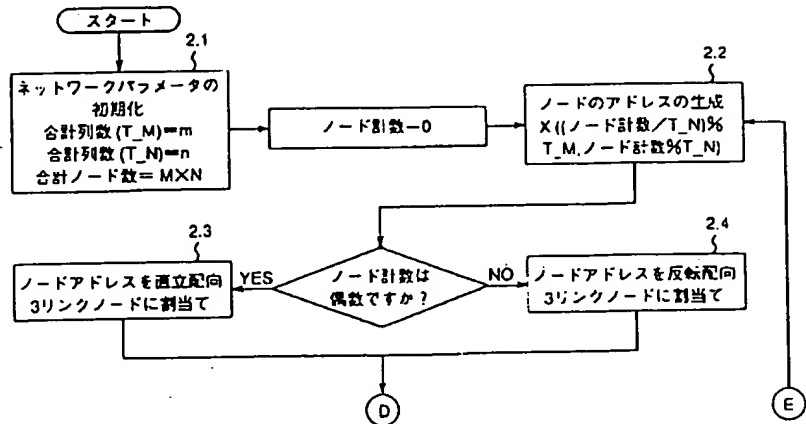 スタート
2.1
ネットワークパラメータの
初期化
合計列数(T_M)=m
合計列数(T_N)=n
合計ノード数=M×N
ノード計数=0
2.2
ノードのアドレスの生成
X((ノード計数/T_N)%
T_M,ノード計数%T_N)
2.3
ノードアドレスを直立配向
3リンクノードに割当て
YES
ノード計数は
偶数ですか?
NO
2.4
ノードアドレスを反転配向
3リンクノードに割当て
D
E